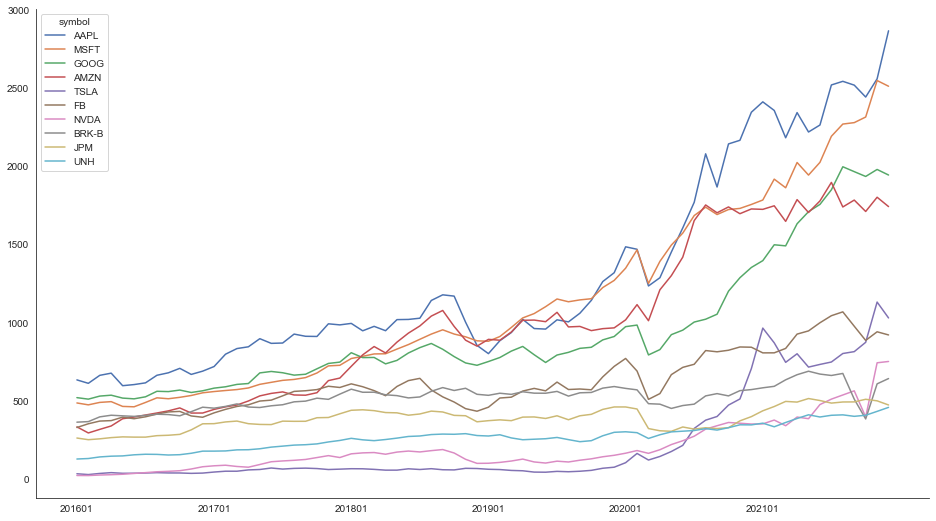 3000
2500
2000
1500
1000
500
0
symbol
AAPL
MSFT
GOOG
AMZN
TSLA
FB
NVDA
BRK-B
JPM
UNH
201601 201701 201801 201901 202001 202101